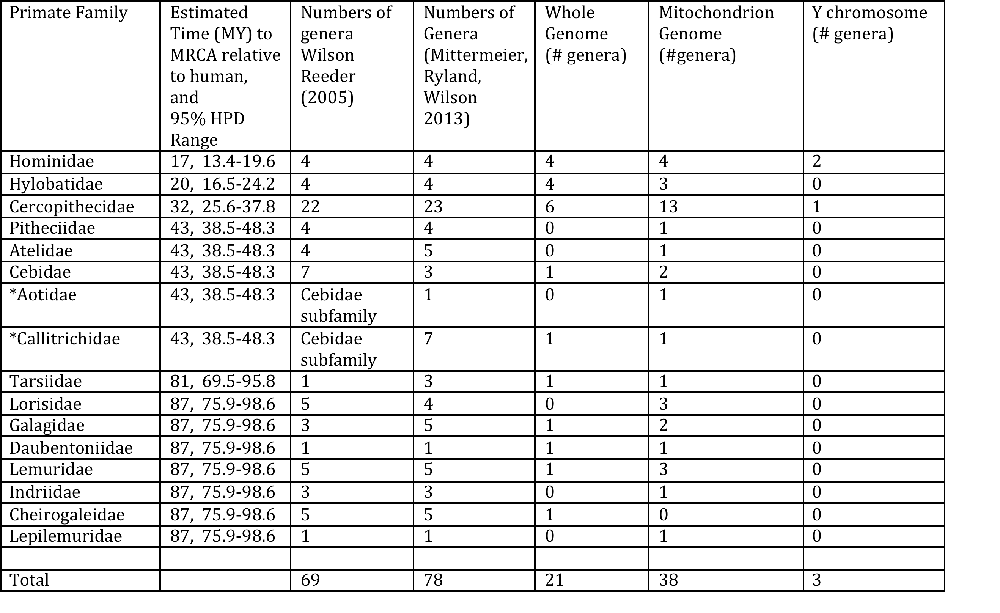 Primate Family
Estimated
Time (MY) to
MRCA relative
to human,
and
95% HPD
Range
Numbers of
genera
Wilson
Reeder
(2005)
Numbers of
Genera
(Mittermeier,
Ryland,
Wilson
2013)
Whole
Genome
(# genera)
Mitochondrion
Genome
(#genera)
Y chromosome
(# genera)
Hominidae 17, 13.4-19.6 4 4 4 4 2
Hylobatidae 20, 16.5-24.2 4 4 4 3 0
Cercopithecidae 32, 25.6-37.8 22 23 6 13 1
Pitheciidae 43, 38.5-48.3 4 4 0 1 0
Atelidae 43, 38.5-48.3 4 5 0 1 0
Cebidae 43, 38.5-48.3 7 3 1 2 0
*Aotidae 43, 38.5-48.3 Cebidae 1 0 1 0
subfamily
*Callitrichidae 43, 38.5-48.3 Cebidae 7 1 1 0
subfamily
Tarsiidae 81, 69.5-95.8 1 3 1 1 0
Lorisidae 87, 75.9-98.6 5 4 0 3 0
Galagidae 87, 75.9-98.6 3 5 1 2 0
Daubentoniidae 87, 75.9-98.6 1 1 1 1 0
Lemuridae 87, 75.9-98.6 5 5 1 3 0
Indriidae 87, 75.9-98.6 3 3 0 1 0
Cheirogaleidae 87, 75.9-98.6 5 5 1 0 0
Lepilemuridae 87, 75.9-98.6 1 1 0 1 0
Total 69 78 21 38 3